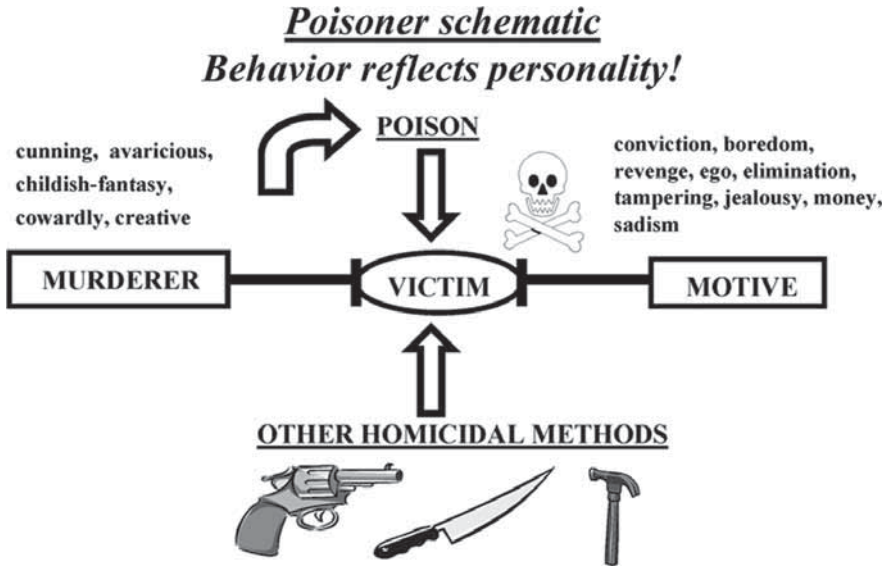 Poisoner schematic
Behavior reflects personality!
POISON
cunning, avaricious,
childish-fantasy,
cowardly, creative
conviction, boredom,
revenge, ego, elimination,
tampering, jealousy, money,
sadism
MURDERER
VICTIM
MOTIVE
OTHER HOMICIDAL METHODS